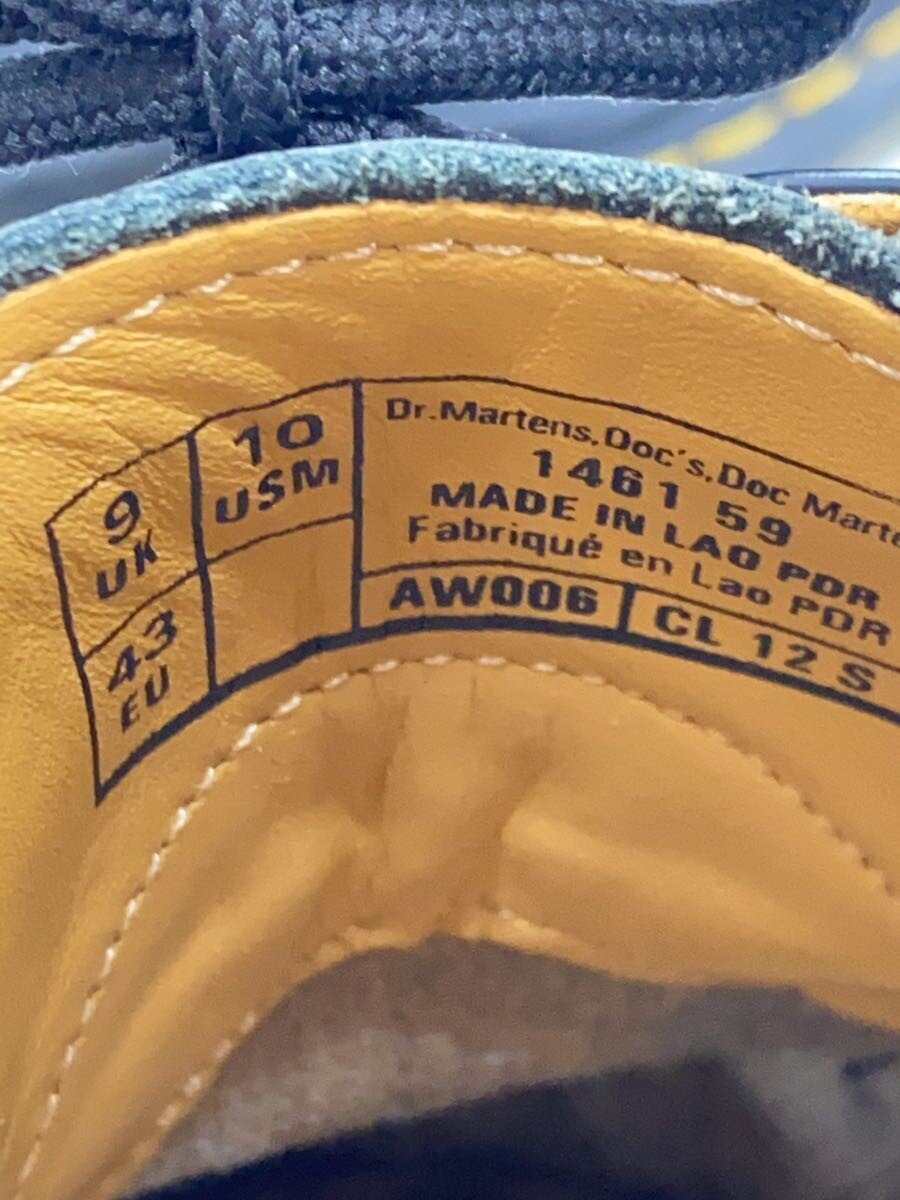 9
UK
10
USM
43
EU
Dr.Martens.Doc's.Doc
1461 59
MADE IN LAO PDR
Fabriqué en Lao PDR
AW006
CL 12 S